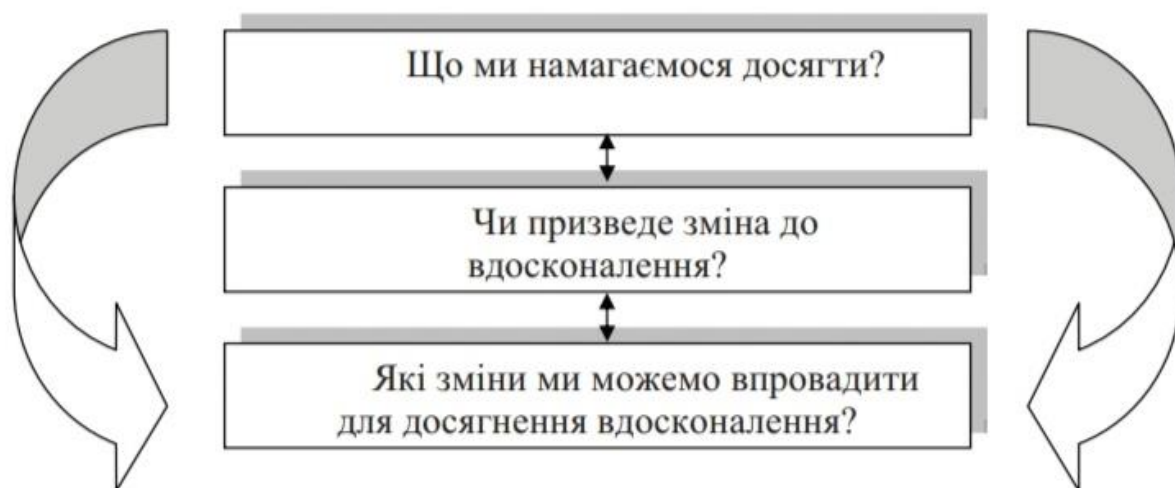 Що ми намагаємося досягти?
Чи призведе зміна до
вдосконалення?
Які зміни ми можемо впровадити
для досягнення вдосконалення?